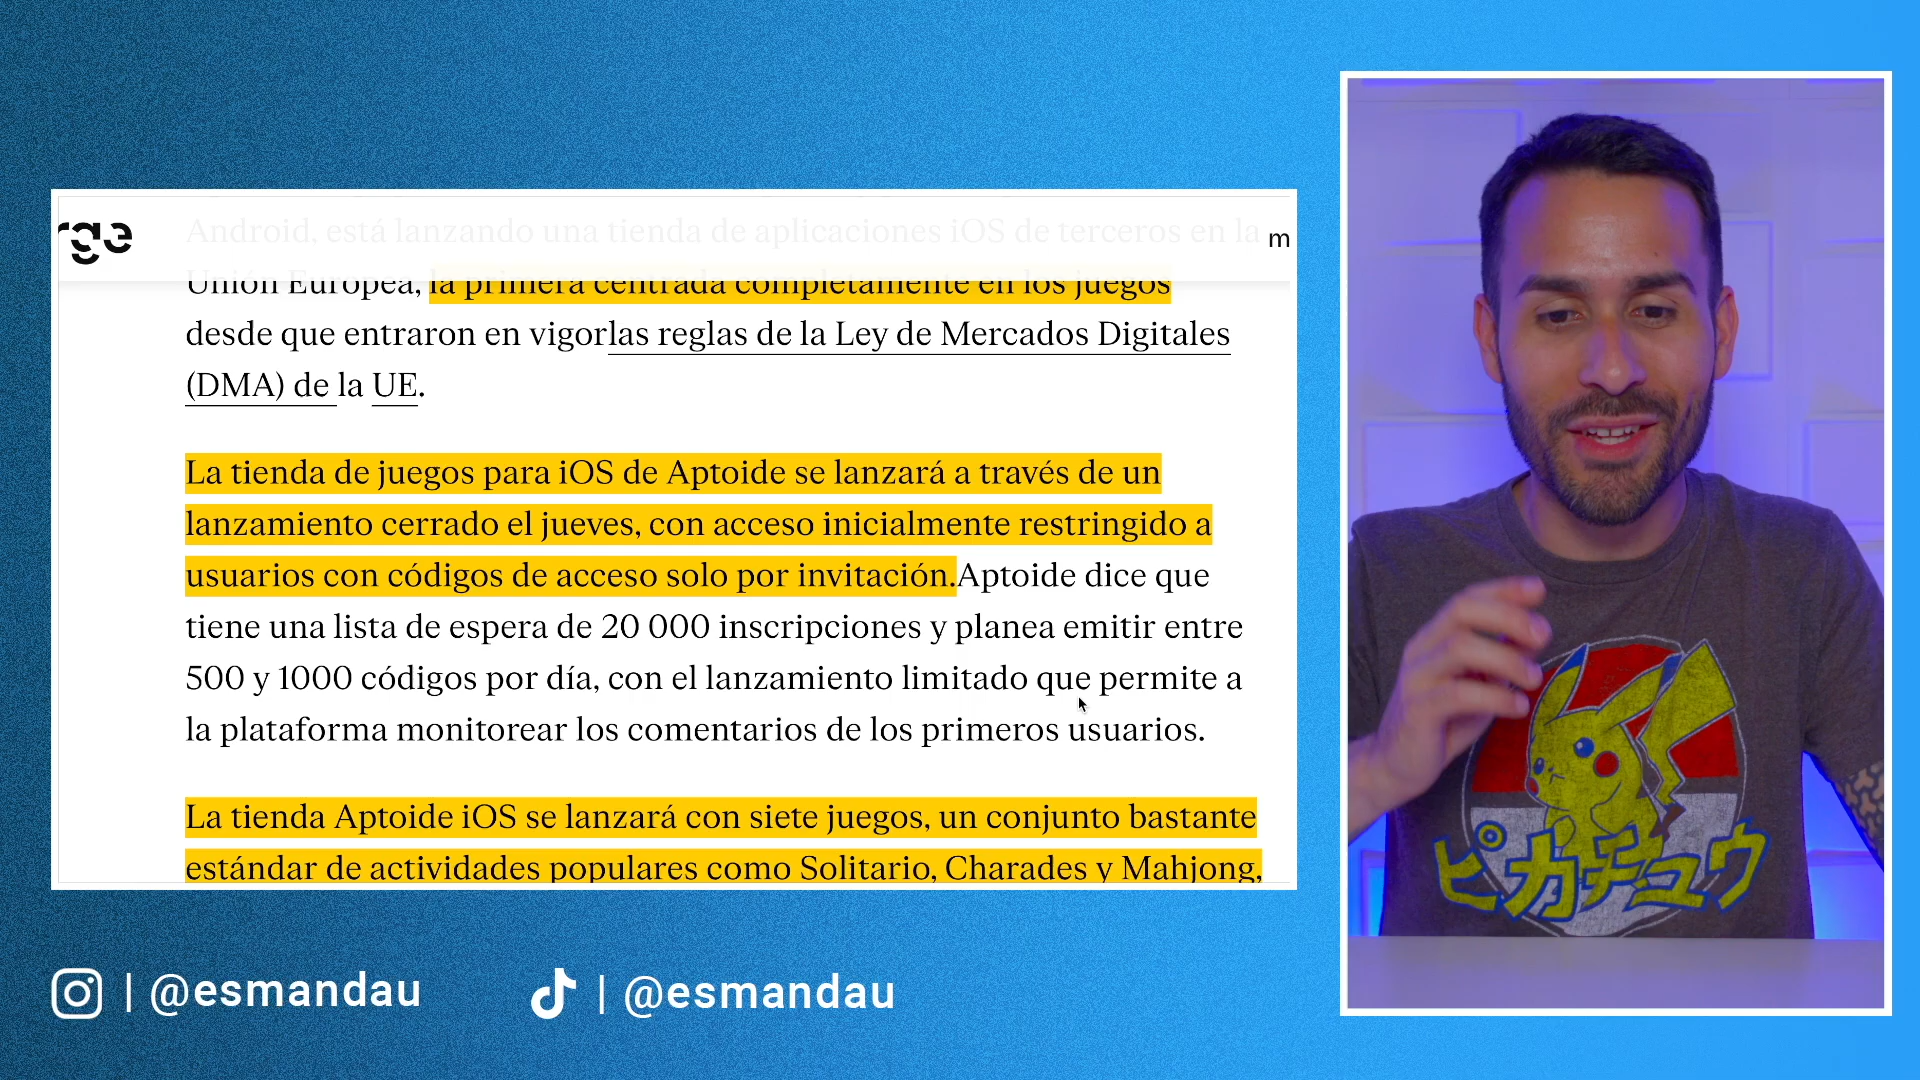 rge
m
Android, está lanzando una tienda de aplicaciones iOS de terceros en la
Unión Europea, la primera centrada completamente en los juegos
desde que entraron en vigorlas reglas de la Ley de Mercados Digitales
(DMA) de la UE.
La tienda de juegos para iOS de Aptoide se lanzará a través de un
lanzamiento cerrado el jueves, con acceso inicialmente restringido a
usuarios con códigos de acceso solo por invitación.Aptoide dice que
tiene una lista de espera de 20 000 inscripciones y planea emitir entre
500 y 1000 códigos por día, con el lanzamiento limitado que permite a
la plataforma monitorear los comentarios de los primeros usuarios.
La tienda Aptoide iOS se lanzará con siete juegos, un conjunto bastante
estándar de actividades populares como Solitario, Charades y Mahjong,
ピカチュウ
| @esmandau
| @esmandau